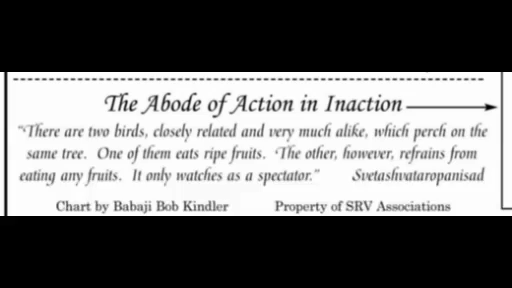 The Abode of Action in Inaction
"There are two birds, closely related and very much alike, which perch on the
same tree. One of them eats ripe fruits. The other, however, refrains from
eating any fruits. It only watches as a spectator." Svetashvataropanisad
Chart by Babaji Bob Kindler Property of SRV Associations